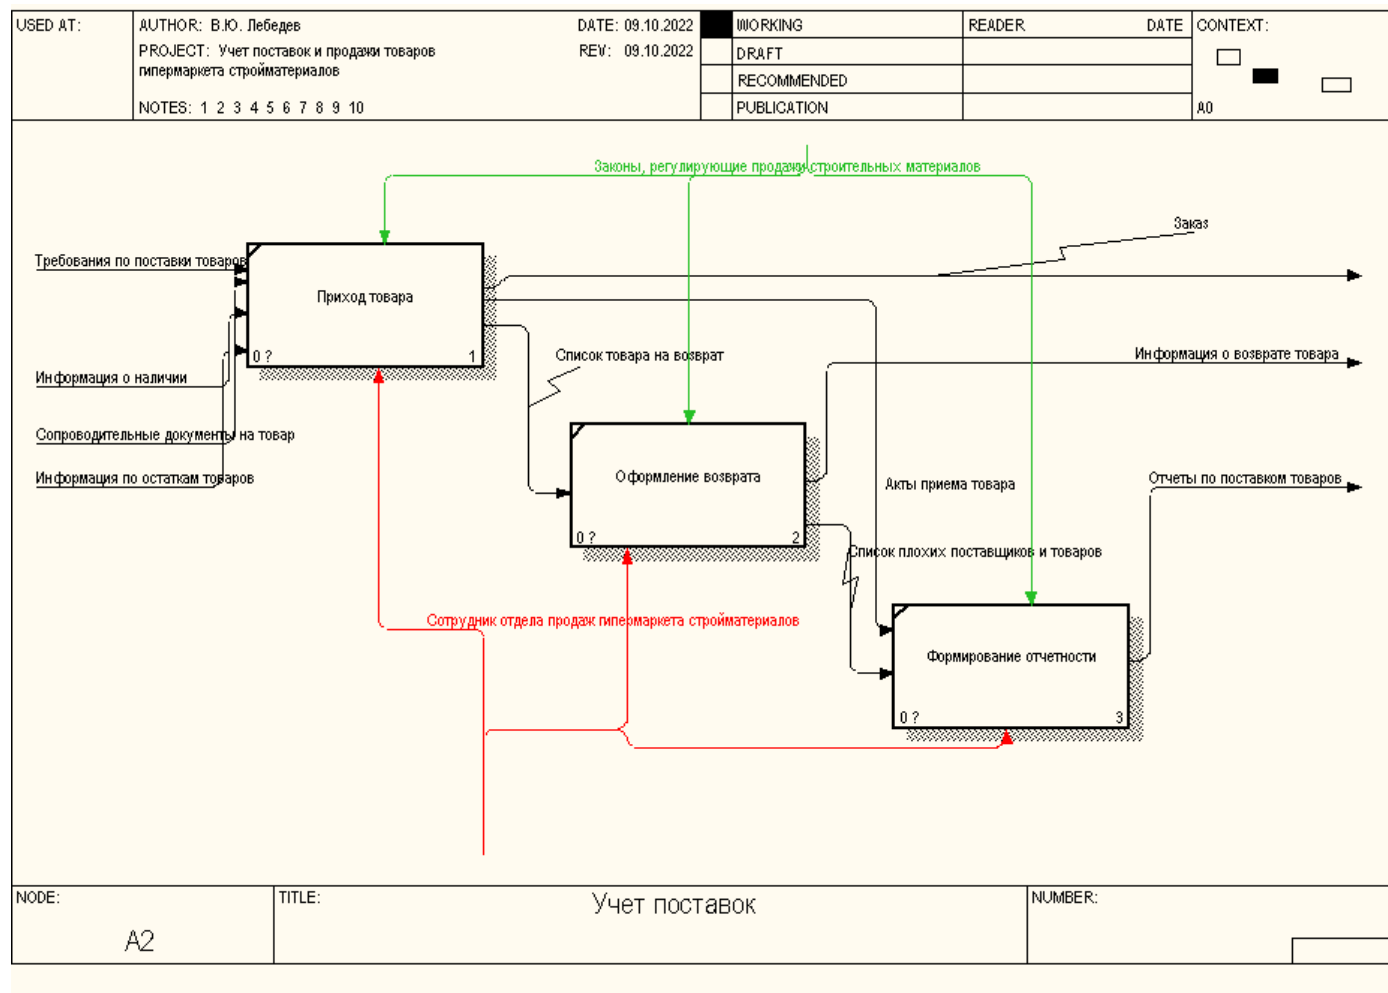 USED AT:
AUTHOR: В.Ю. Лебедев
DATE: 09.10.2022
WORKING
READER
DATE
CONTEXT:
PROJECT: Учет поставок и продажи товаров
REV: 09.10.2022
DRAFT
гипермаркета стройматериалов
RECOMMENDED
NOTES: 1 2 3 4 5 6 7 8 9 10
PUBLICATION
A0
Законы, регулирующие продажи строительных материалов
Заказ
Требования по поставки товаров
Приход товара
0 ?
1
Список товара на возврат
Информация о возврате товара
Информация о наличии
Сопроводительные документы на товар
Информация по остаткам товаров
Оформление возврата
Акты приема товара
Отчеты по поставком товаров
0 ?
2
Список плохих поставщиков и товаров
Сотрудник отдела продаж гипермаркета стройматериалов
Формирование отчетности
0 ?
3
NODE:
TITLE:
Учет поставок
NUMBER:
A2